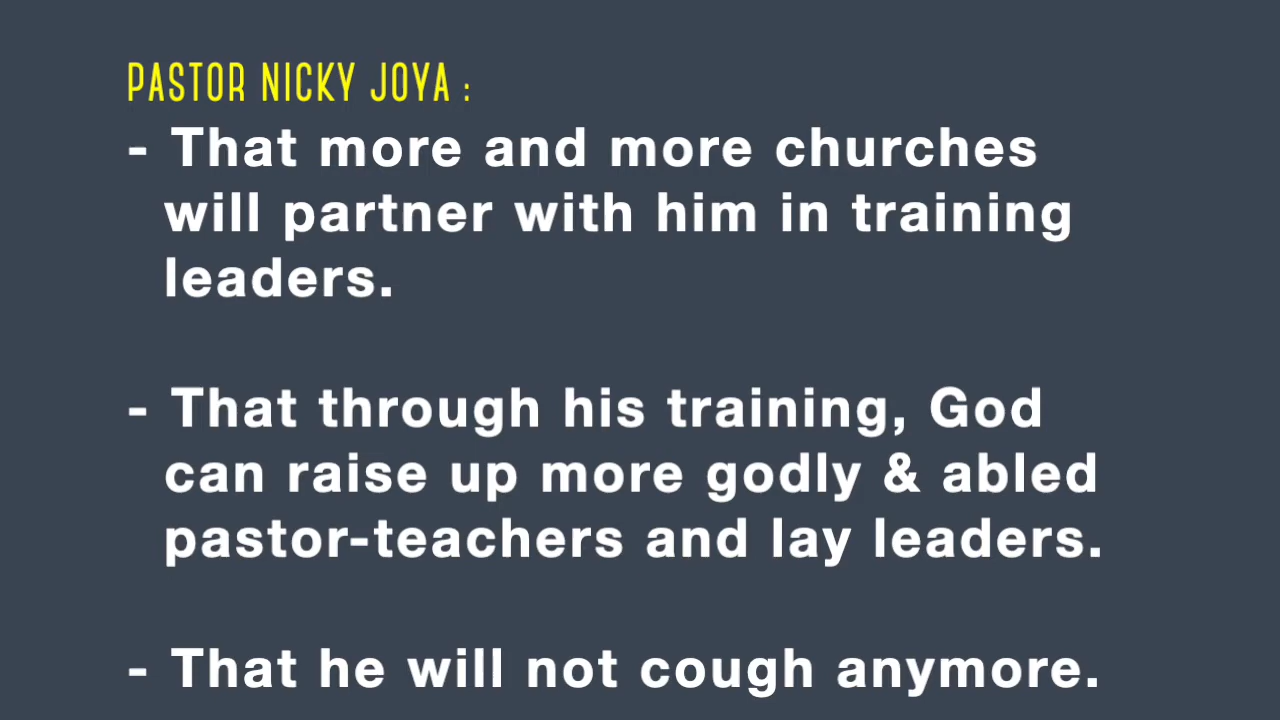 PASTOR NICKY JOYA :
- That more and more churches
will partner with him in training
leaders.
- That through his training, God
can raise up more godly & abled
pastor-teachers and lay leaders.
- That he will not cough anymore.